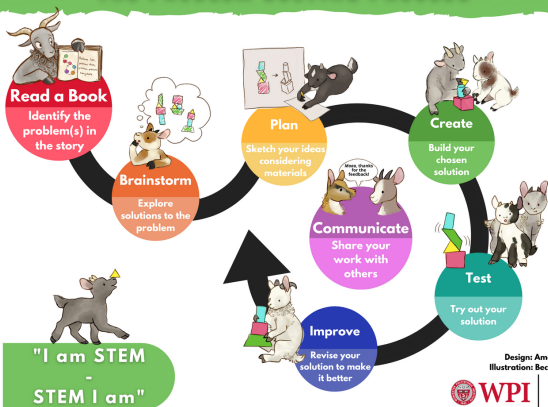 Read a Book
Identify the
problem(s) in
the story
Brainstorm
Explore
solutions to the
problem
Plan
Sketch your ideas
considering
materials
Create
Build your
chosen
solution
Test
Try out your
solution
Improve
Revise your
solution to make
it better
Maaa, thanks
for the
feedback!
Communicate
Share your
work with
others
"I am STEM
-
STEM I am"
Design: Am
Illustration: Bec
WPI